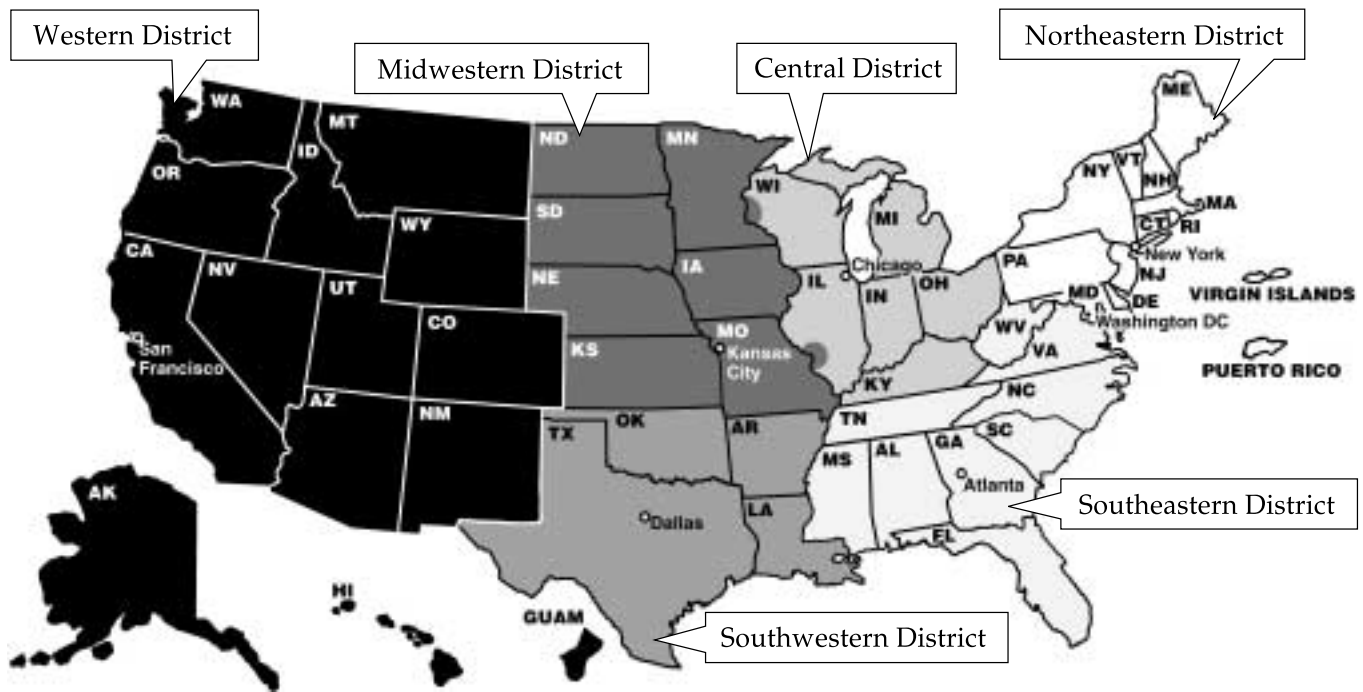 Western District
Midwestern District
Central District
Northeastern District
WA
MT
ND
MN
ME
ID
OR
VT
NY
NH
WI
SD
WY
MI
MA
CT
RI
CA
NV
New York
PA
IA
Chicago
NE
UT
IL
IN
OH
NJ
MD
DE
VIRGIN ISLANDS
CO
Washington DC
WV
MO
KS
San
Francisco
Kansas
City
VA
PUERTO RICO
KY
AZ
NM
NC
TN
OK
TX
AR
SC
GA
AL
MS
AK
Atlanta
Southeastern District
LA
Dallas
FL
HI
GUAM
Southwestern District